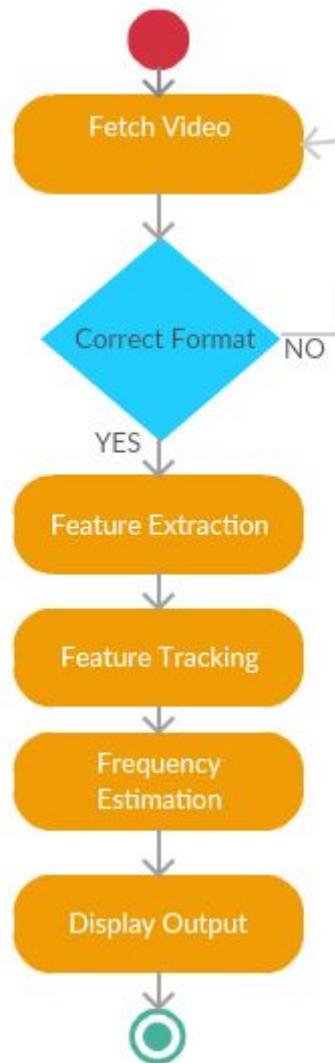 Fetch Video
Correct Format
NO
YES
Feature Extraction
Feature Tracking
Frequency
Estimation
Display Output